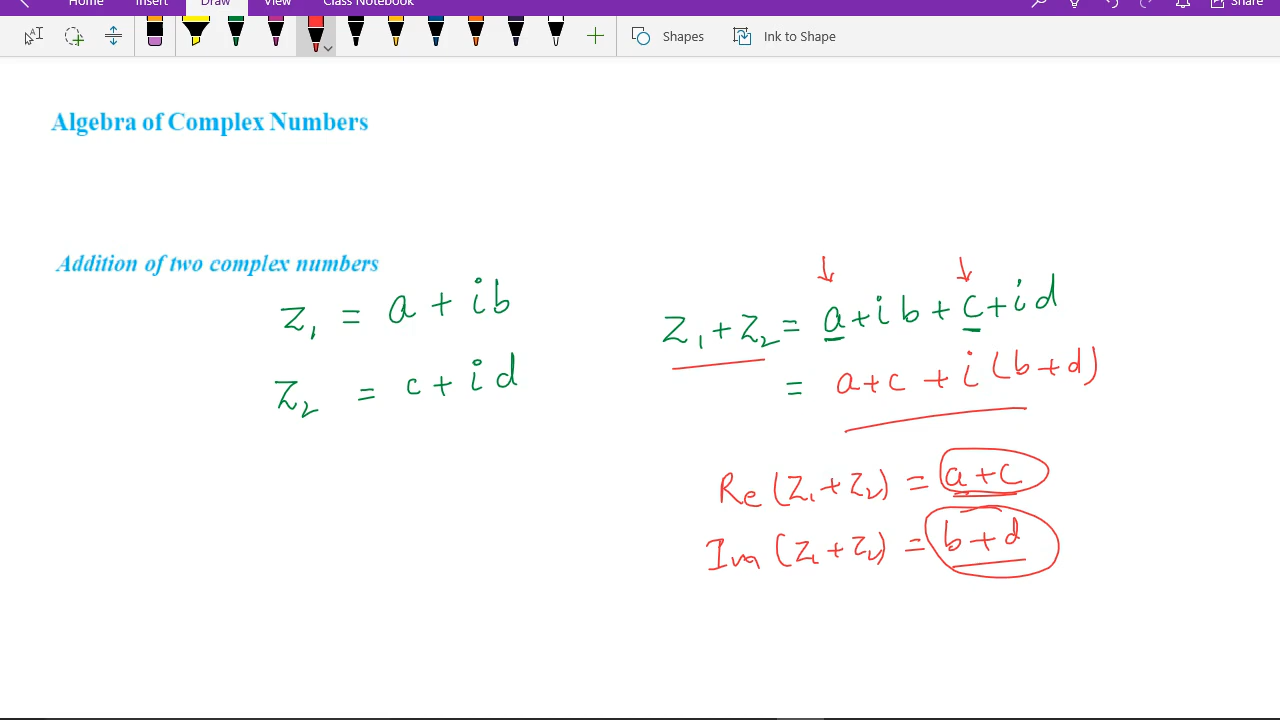 Home Insert Draw View Class Notebook Share
Shapes Ink to Shape
Algebra of Complex Numbers
Addition of two complex numbers
z₁ = a + ib
z₂ = c + id
z₁ + z₂ = a + ib + c + id
= a+c + i(b+d)
Re(z₁+z₂) = a+c
Im(z₁+z₂) = b+d